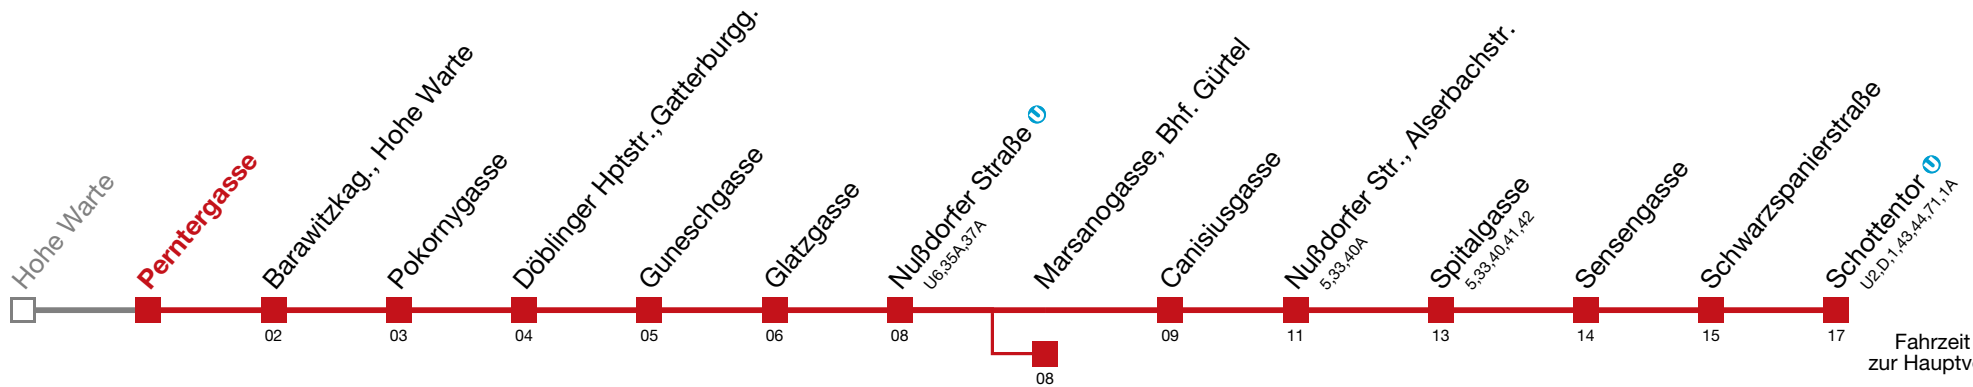 Hohe Warte
Perntergasse
Barawitzkag., Hohe Warte
Pokornygasse
Döblinger Hptstr.,Gatterburgg.
Guneschgasse
Glatzgasse
Nußdorfer Straße U
U6,35A,37A
Marsanogasse, Bhf. Gürtel
Canisiusgasse
Nußdorfer Str., Alserbachstr.
5,33,40A
Spitalgasse
5,33,40,41,42
Sensengasse
Schwarzspanierstraße
Schottentor U
U2,D,1,43,44,71,1A
02
03
04
05
06
08
08
09
11
13
14
15
17
Fahrzeit
zur Hauptv